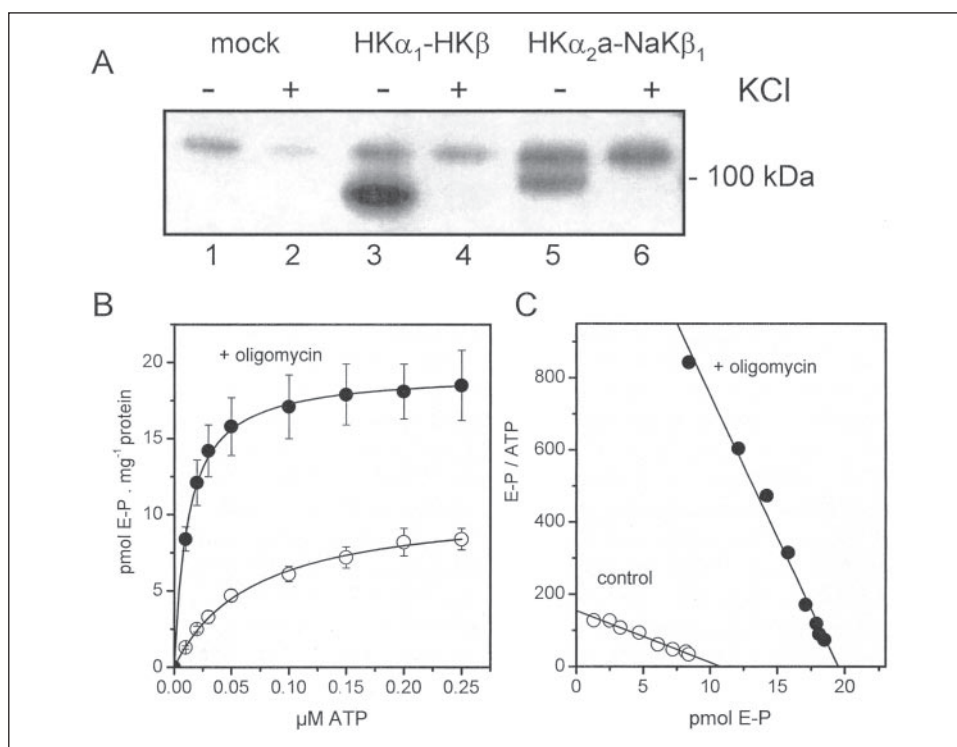 A
mock HKα₁-HKβ HKα₂a-NaKβ₁
- + - + - + KCl
- 100 kDa
1 2 3 4 5 6
B
+ oligomycin
pmol E-P . mg⁻¹ protein
20
15
10
5
0
0.00 0.05 0.10 0.15 0.20 0.25
µM ATP
C
+ oligomycin
control
E-P / ATP
800
600
400
200
0
0 5 10 15 20
pmol E-P